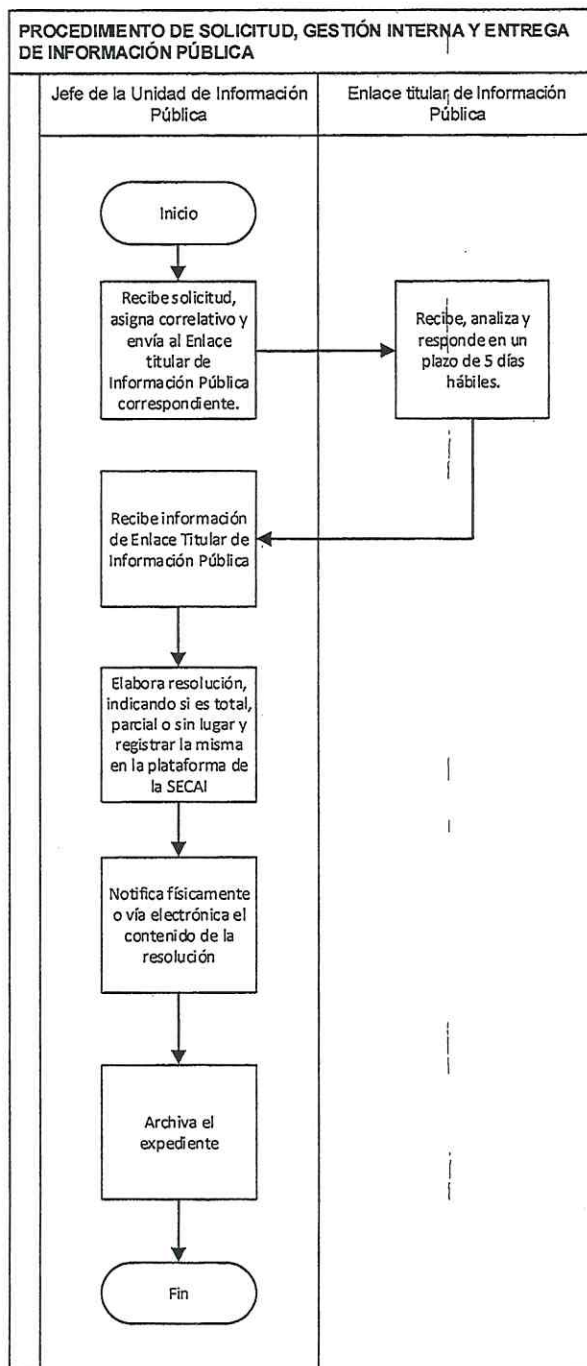 PROCEDIMIENTO DE SOLICITUD, GESTIÓN INTERNA Y ENTREGA
DE INFORMACIÓN PÚBLICA
Jefe de la Unidad de Información
Pública
Enlace titular de Información
Pública
Inicio
Recibe solicitud,
asigna correlativo y
envía al Enlace
titular de
Información Pública
correspondiente.
Recibe, analiza y
responde en un
plazo de 5 días
hábiles.
Recibe información
de Enlace Titular de
Información Pública
Elabora resolución,
indicando si es total,
parcial o sin lugar y
registrar la misma
en la plataforma de
la SECAI
Notifica físicamente
o vía electrónica el
contenido de la
resolución
Archiva el
expediente
Fin